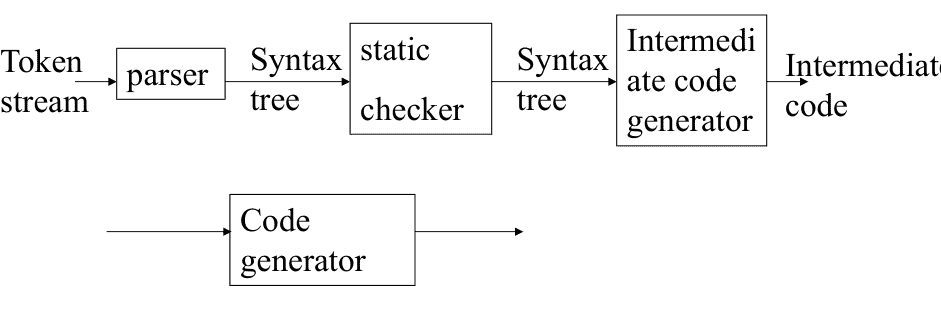 Token
stream
parser
Syntax
tree
static
checker
Syntax
tree
Intermedi
ate code
generator
Intermediate
code
Code
generator